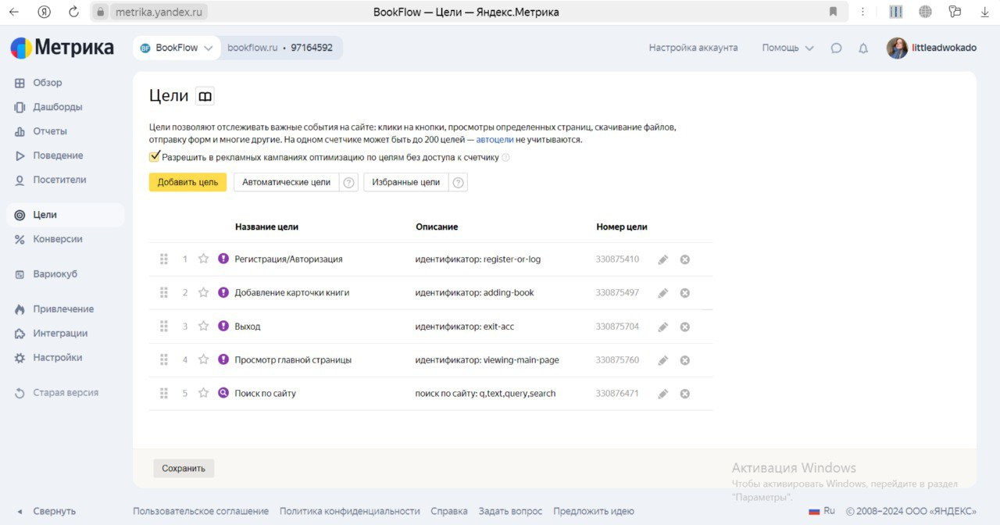 metrika.yandex.ru
BookFlow — Цели — Яндекс.Метрика
Метрика
BF BookFlow
bookflow.ru • 97164592
Настройка аккаунта
Помощь
littleadwokado
Обзор
Дашборды
Отчеты
Поведение
Посетители
Цели
Конверсии
Вариокуб
Привлечение
Интеграции
Настройки
Старая версия
Цели
Цели позволяют отслеживать важные события на сайте: клики на кнопки, просмотры определенных страниц, скачивание файлов,
отправку форм и многие другие. На одном счетчике может быть до 200 целей — автоцели не учитываются.
Разрешить в рекламных кампаниях оптимизацию по целям без доступа к счетчику ?
Добавить цель Автоматические цели ? Избранные цели ?
Название цели Описание Номер цели
1 Регистрация/Авторизация идентификатор: register-or-log 330875410
2 Добавление карточки книги идентификатор: adding-book 330875497
3 Выход идентификатор: exit-acc 330875704
4 Просмотр главной страницы идентификатор: viewing-main-page 330875760
5 Поиск по сайту поиск по сайту: q,text,query,search 330876471
Сохранить
Активация Windows
Чтобы активировать Windows, перейдите в раздел
"Параметры".
Свернуть
Пользовательское соглашение Политика конфиденциальности Справка Задать вопрос Предложить идею
Ru © 2008–2024 ООО «ЯНДЕКС»